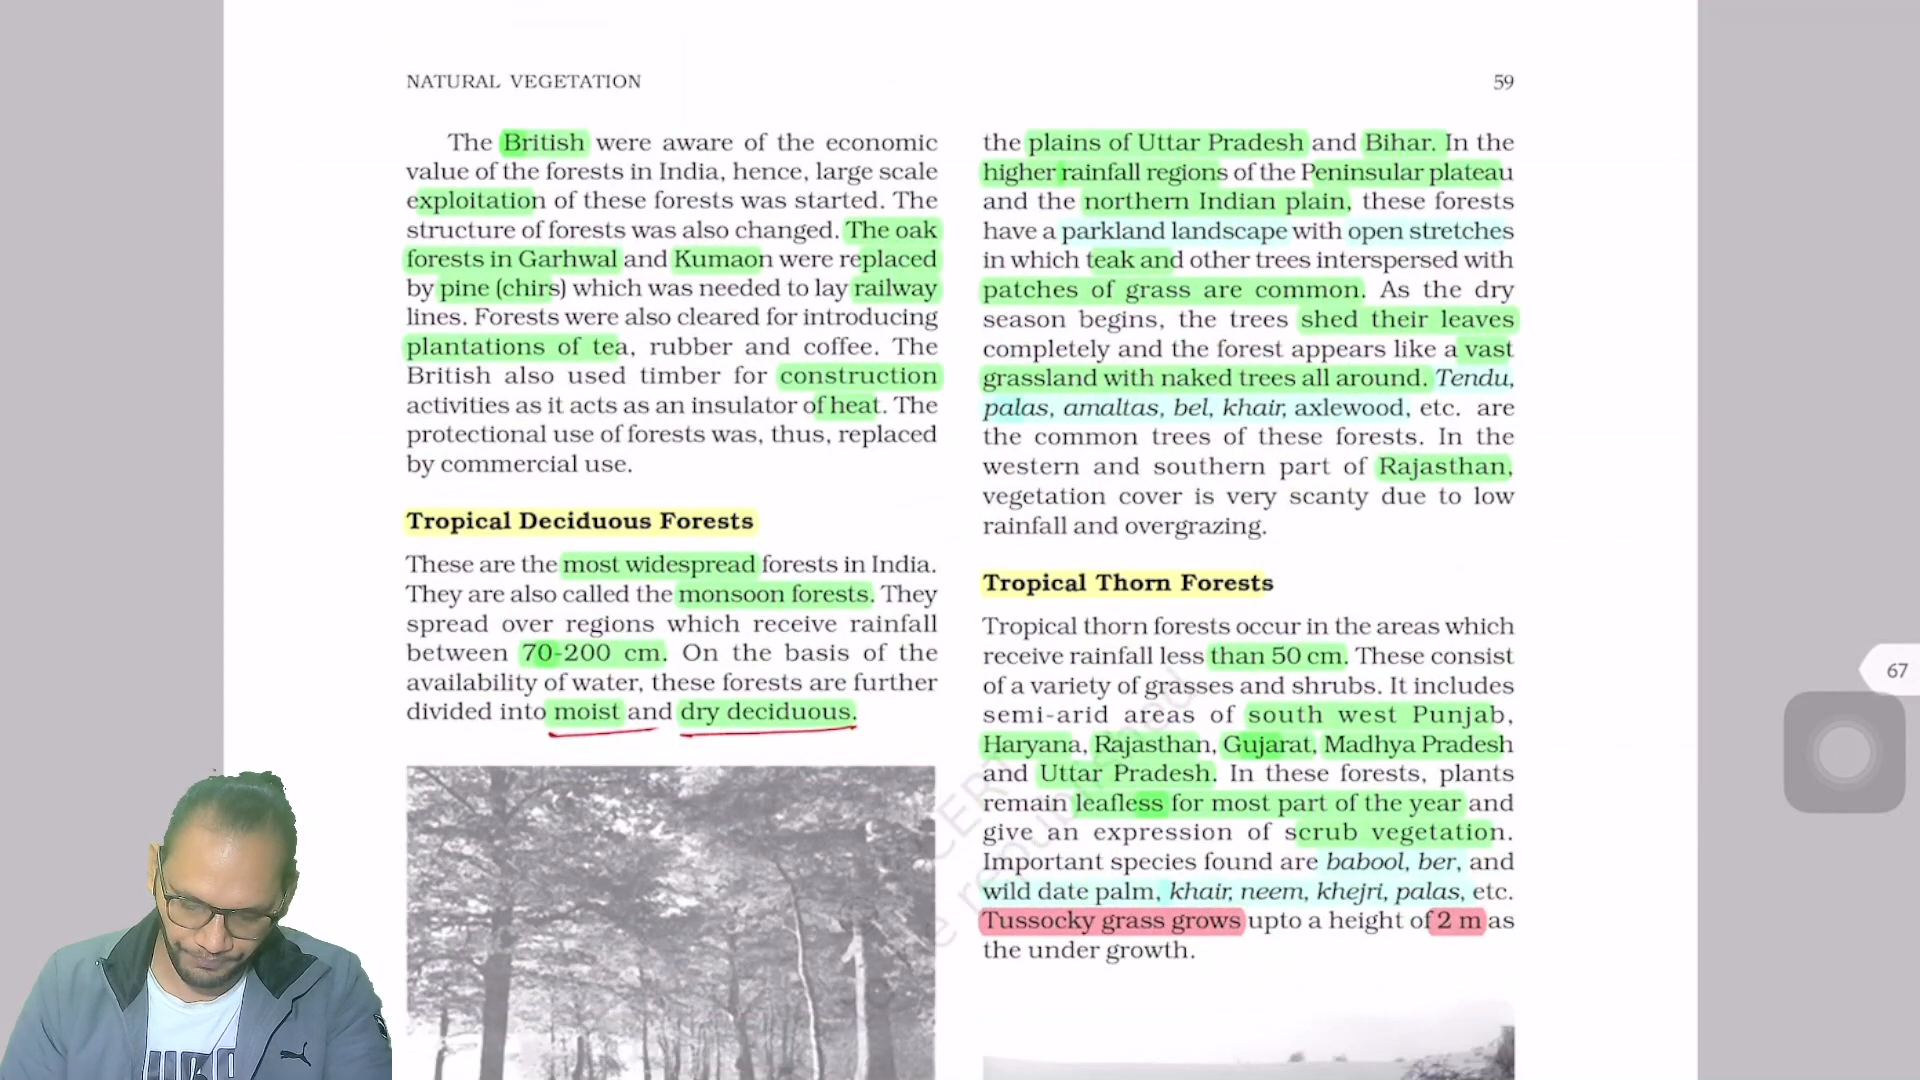 NATURAL VEGETATION
59
The British were aware of the economic
value of the forests in India, hence, large scale
exploitation of these forests was started. The
structure of forests was also changed. The oak
forests in Garhwal and Kumaon were replaced
by pine (chirs) which was needed to lay railway
lines. Forests were also cleared for introducing
plantations of tea, rubber and coffee. The
British also used timber for construction
activities as it acts as an insulator of heat. The
protectional use of forests was, thus, replaced
by commercial use.
Tropical Deciduous Forests
These are the most widespread forests in India.
They are also called the monsoon forests. They
spread over regions which receive rainfall
between 70-200 cm. On the basis of the
availability of water, these forests are further
divided into moist and dry deciduous.
the plains of Uttar Pradesh and Bihar. In the
higher rainfall regions of the Peninsular plateau
and the northern Indian plain, these forests
have a parkland landscape with open stretches
in which teak and other trees interspersed with
patches of grass are common. As the dry
season begins, the trees shed their leaves
completely and the forest appears like a vast
grassland with naked trees all around. Tendu,
palas, amaltas, bel, khair, axlewood, etc. are
the common trees of these forests. In the
western and southern part of Rajasthan,
vegetation cover is very scanty due to low
rainfall and overgrazing.
Tropical Thorn Forests
Tropical thorn forests occur in the areas which
receive rainfall less than 50 cm. These consist
of a variety of grasses and shrubs. It includes
semi-arid areas of south west Punjab,
Haryana, Rajasthan, Gujarat, Madhya Pradesh
and Uttar Pradesh. In these forests, plants
remain leafless for most part of the year and
give an expression of scrub vegetation.
Important species found are babool, ber, and
wild date palm, khair, neem, khejri, palas, etc.
Tussocky grass grows upto a height of 2 m as
the under growth.
67